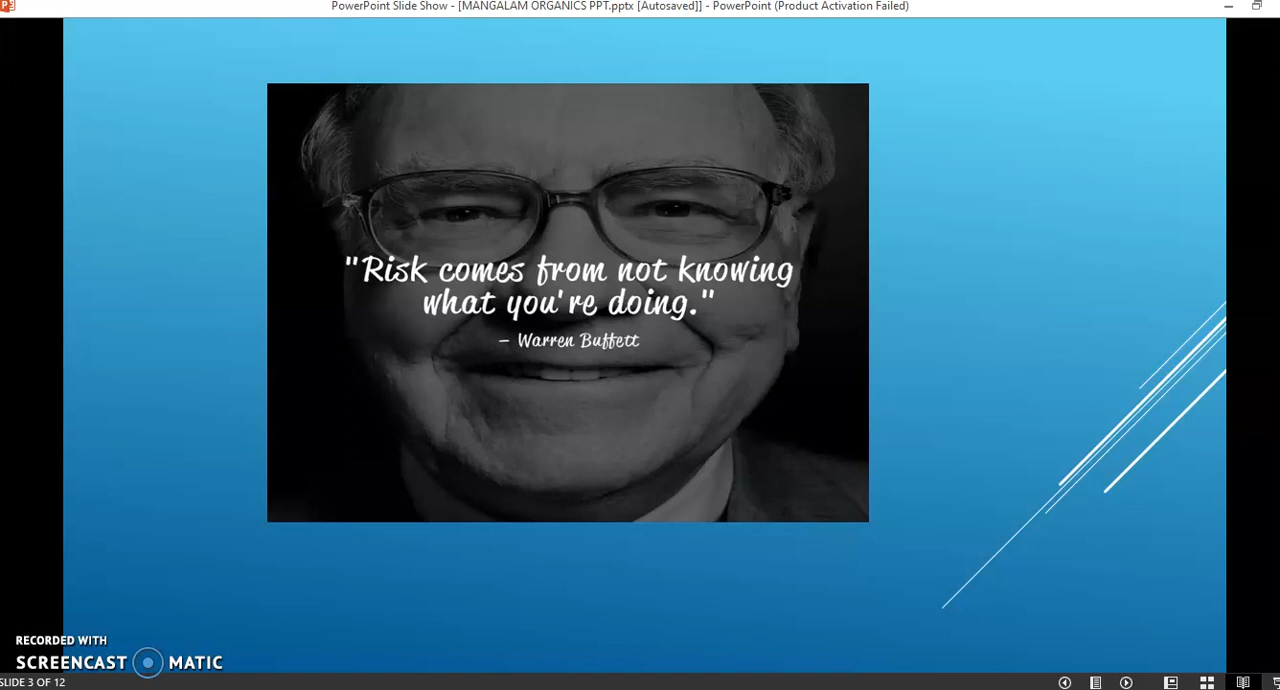 PowerPoint Slide Show - [MANGALAM ORGANICS PPT.pptx [Autosaved]] - PowerPoint (Product Activation Failed)
"Risk comes from not knowing
what you're doing."
– Warren Buffett
RECORDED WITH
SCREENCAST MATIC
SLIDE 3 OF 12